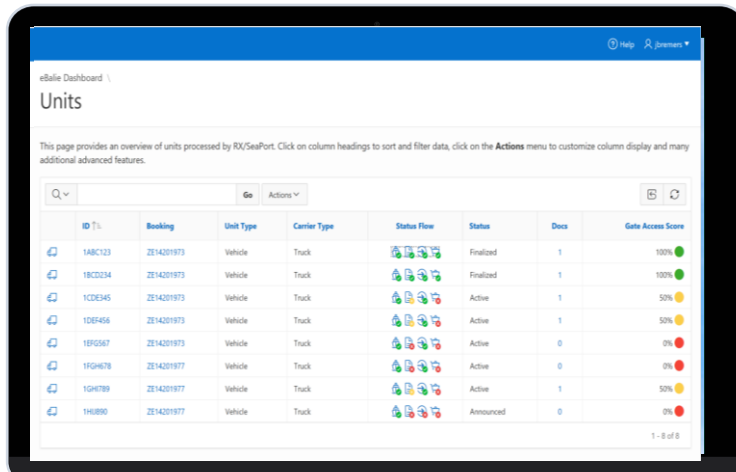 Help jbremers
eBalie Dashboard \
Units
This page provides an overview of units processed by RX/SeaPort. Click on column headings to sort and filter data, click on the Actions menu to customize column display and many
additional advanced features.
Go Actions
ID Booking Unit Type Carrier Type Status Flow Status Docs Gate Access Score
1ABC123 ZE14201973 Vehicle Truck Finalized 1 100%
1BCD234 ZE14201973 Vehicle Truck Finalized 1 100%
1CDE345 ZE14201973 Vehicle Truck Active 1 50%
1DEF456 ZE14201973 Vehicle Truck Active 1 50%
1EFG567 ZE14201973 Vehicle Truck Active 0 0%
1FGH678 ZE14201977 Vehicle Truck Active 0 0%
1GHI789 ZE14201977 Vehicle Truck Active 1 50%
ZE14201977 Vehicle Truck Announced 0 0%
1 - 8 of 8